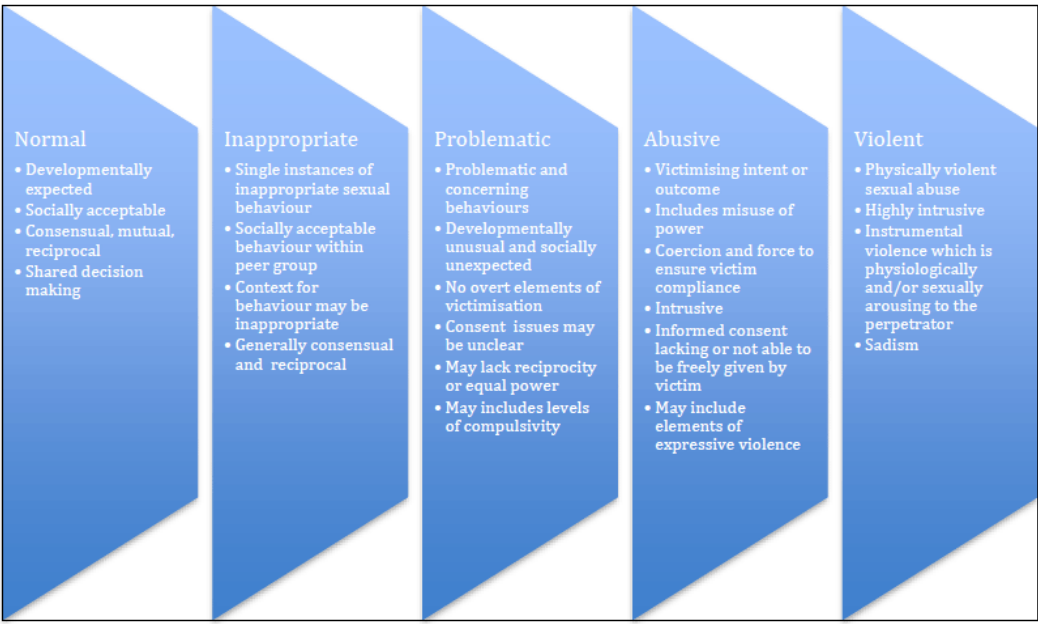 Normal
• Developmentally
expected
• Socially acceptable
• Consensual, mutual,
reciprocal
• Shared decision
making
Inappropriate
• Single instances of
inappropriate sexual
behaviour
• Socially acceptable
behaviour within
peer group
• Context for
behaviour may be
inappropriate
• Generally consensual
and reciprocal
Problematic
• Problematic and
concerning
behaviours
• Developmentally
unusual and socially
unexpected
• No overt elements of
victimisation
• Consent issues may
be unclear
• May lack reciprocity
or equal power
• May includes levels
of compulsivity
Abusive
• Victimising intent or
outcome
• Includes misuse of
power
• Coercion and force to
ensure victim
compliance
• Intrusive
• Informed consent
lacking or not able to
be freely given by
victim
• May include
elements of
expressive violence
Violent
• Physically violent
sexual abuse
• Highly intrusive
• Instrumental
violence which is
physiologically
and/or sexually
arousing to the
perpetrator
• Sadism